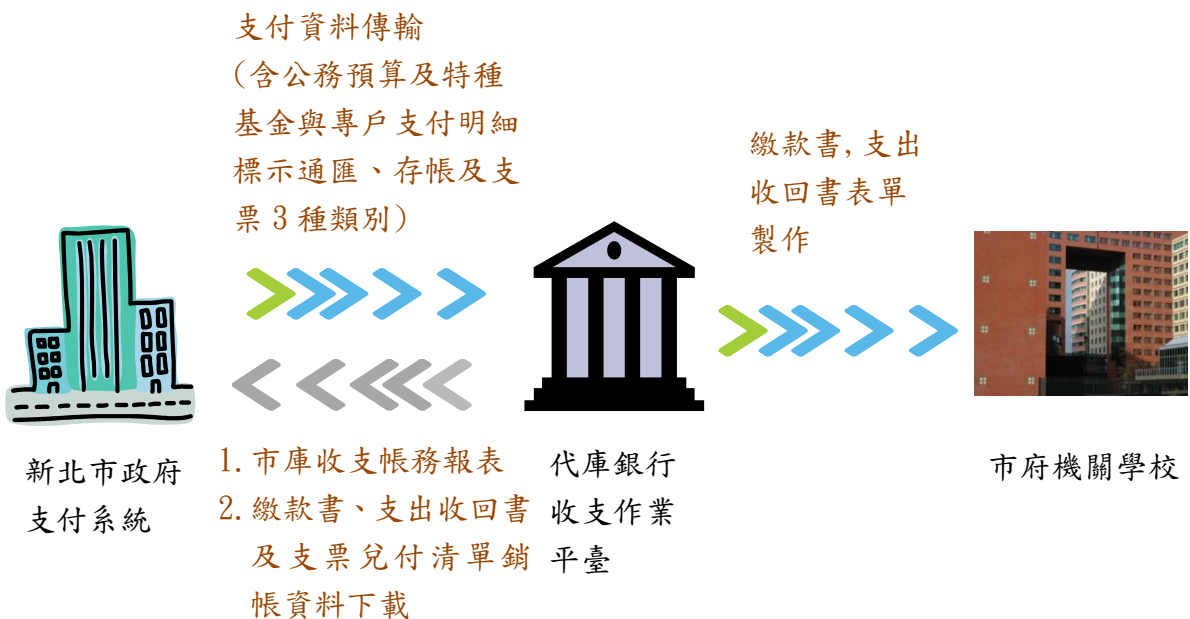 支付資料傳輸
(含公務預算及特種
基金與專戶支付明細
標示通匯、存帳及支
票3種類別)
繳款書,支出
收回書表單
製作
新北市政府
支付系統
1.市庫收支帳務報表
2.繳款書、支出收回書
及支票兌付清單銷
帳資料下載
代庫銀行
收支作業
平臺
市府機關學校